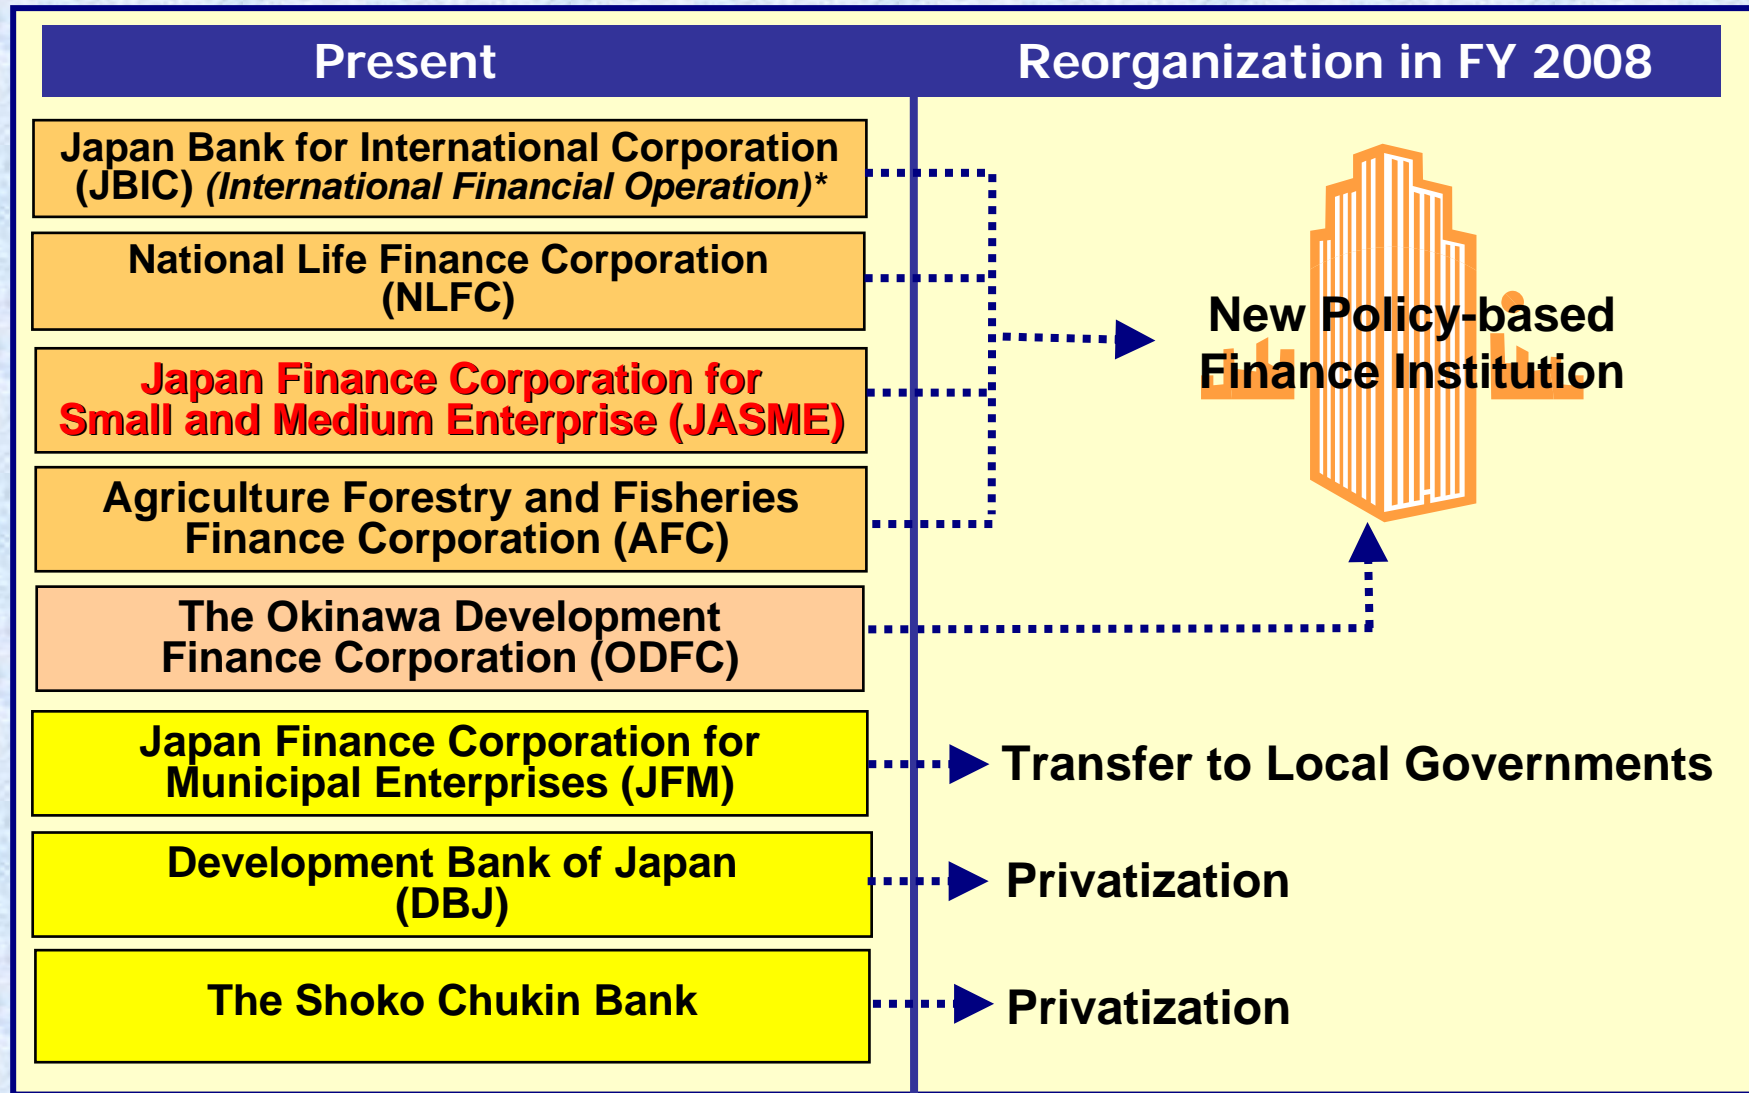 Present
Reorganization in FY 2008
Japan Bank for International Corporation
(JBIC) (International Financial Operation)*
National Life Finance Corporation
(NLFC)
Japan Finance Corporation for
Small and Medium Enterprise (JASME)
Agriculture Forestry and Fisheries
Finance Corporation (AFC)
The Okinawa Development
Finance Corporation (ODFC)
New Policy-based
Finance Institution
Japan Finance Corporation for
Municipal Enterprises (JFM)
Transfer to Local Governments
Development Bank of Japan
(DBJ)
Privatization
The Shoko Chukin Bank
Privatization